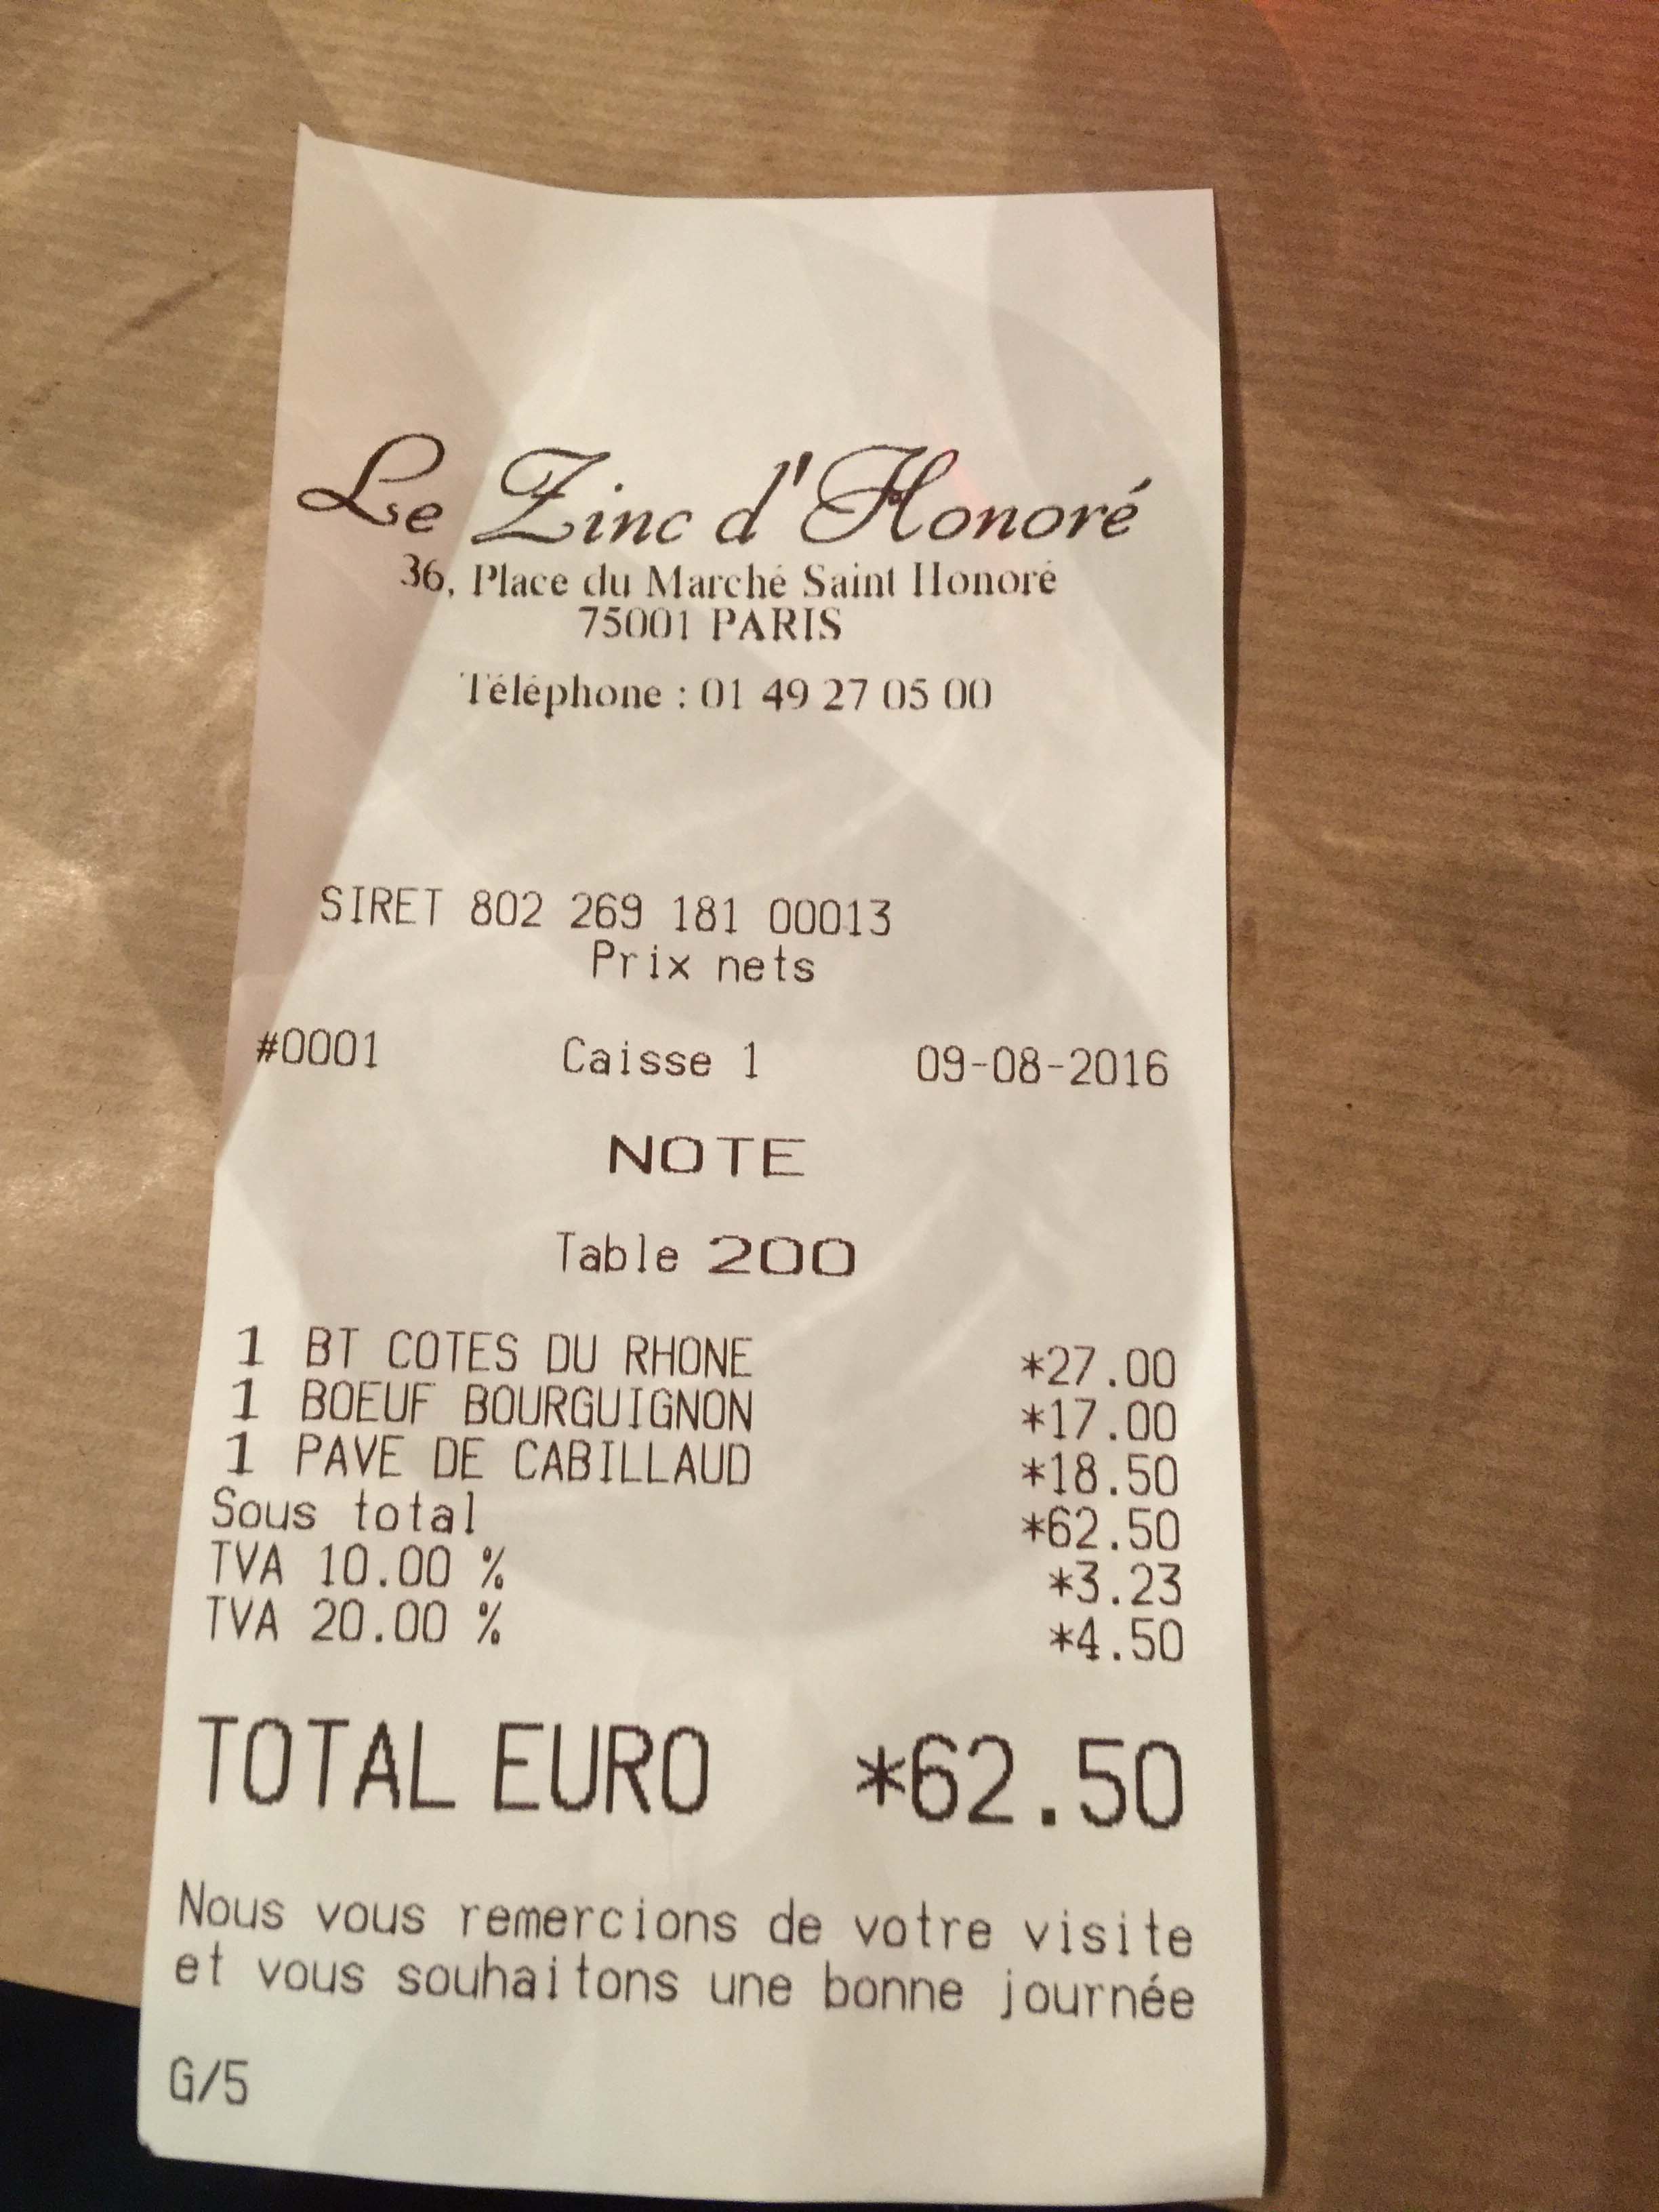 Le Zinc d'Honoré
36, Place du Marché Saint Honoré
75001 PARIS
Téléphone : 01 49 27 05 00
SIRET 802 269 181 00013
Prix nets
#0001 Caisse 1 09-08-2016
NOTE
Table 200
1 BT COTES DU RHONE *27.00
1 BOEUF BOURGUIGNON *17.00
1 PAVE DE CABILLAUD *18.50
Sous total *62.50
TVA 10.00 % *3.23
TVA 20.00 % *4.50
TOTAL EURO *62.50
Nous vous remercions de votre visite
et vous souhaitons une bonne journée
G/5